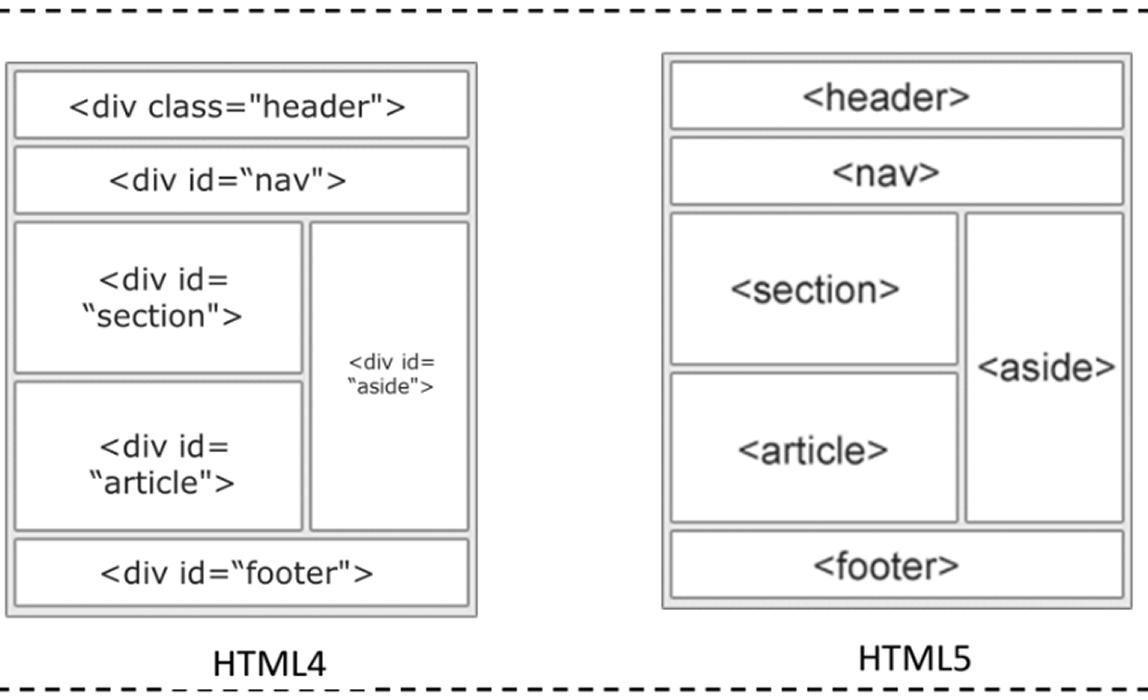 <div class="header">
<div id=“nav">
<div id=
“section">
<div id=
“aside">
<div id=
“article">
<div id=“footer">
HTML4
<header>
<nav>
<section>
<aside>
<article>
<footer>
HTML5